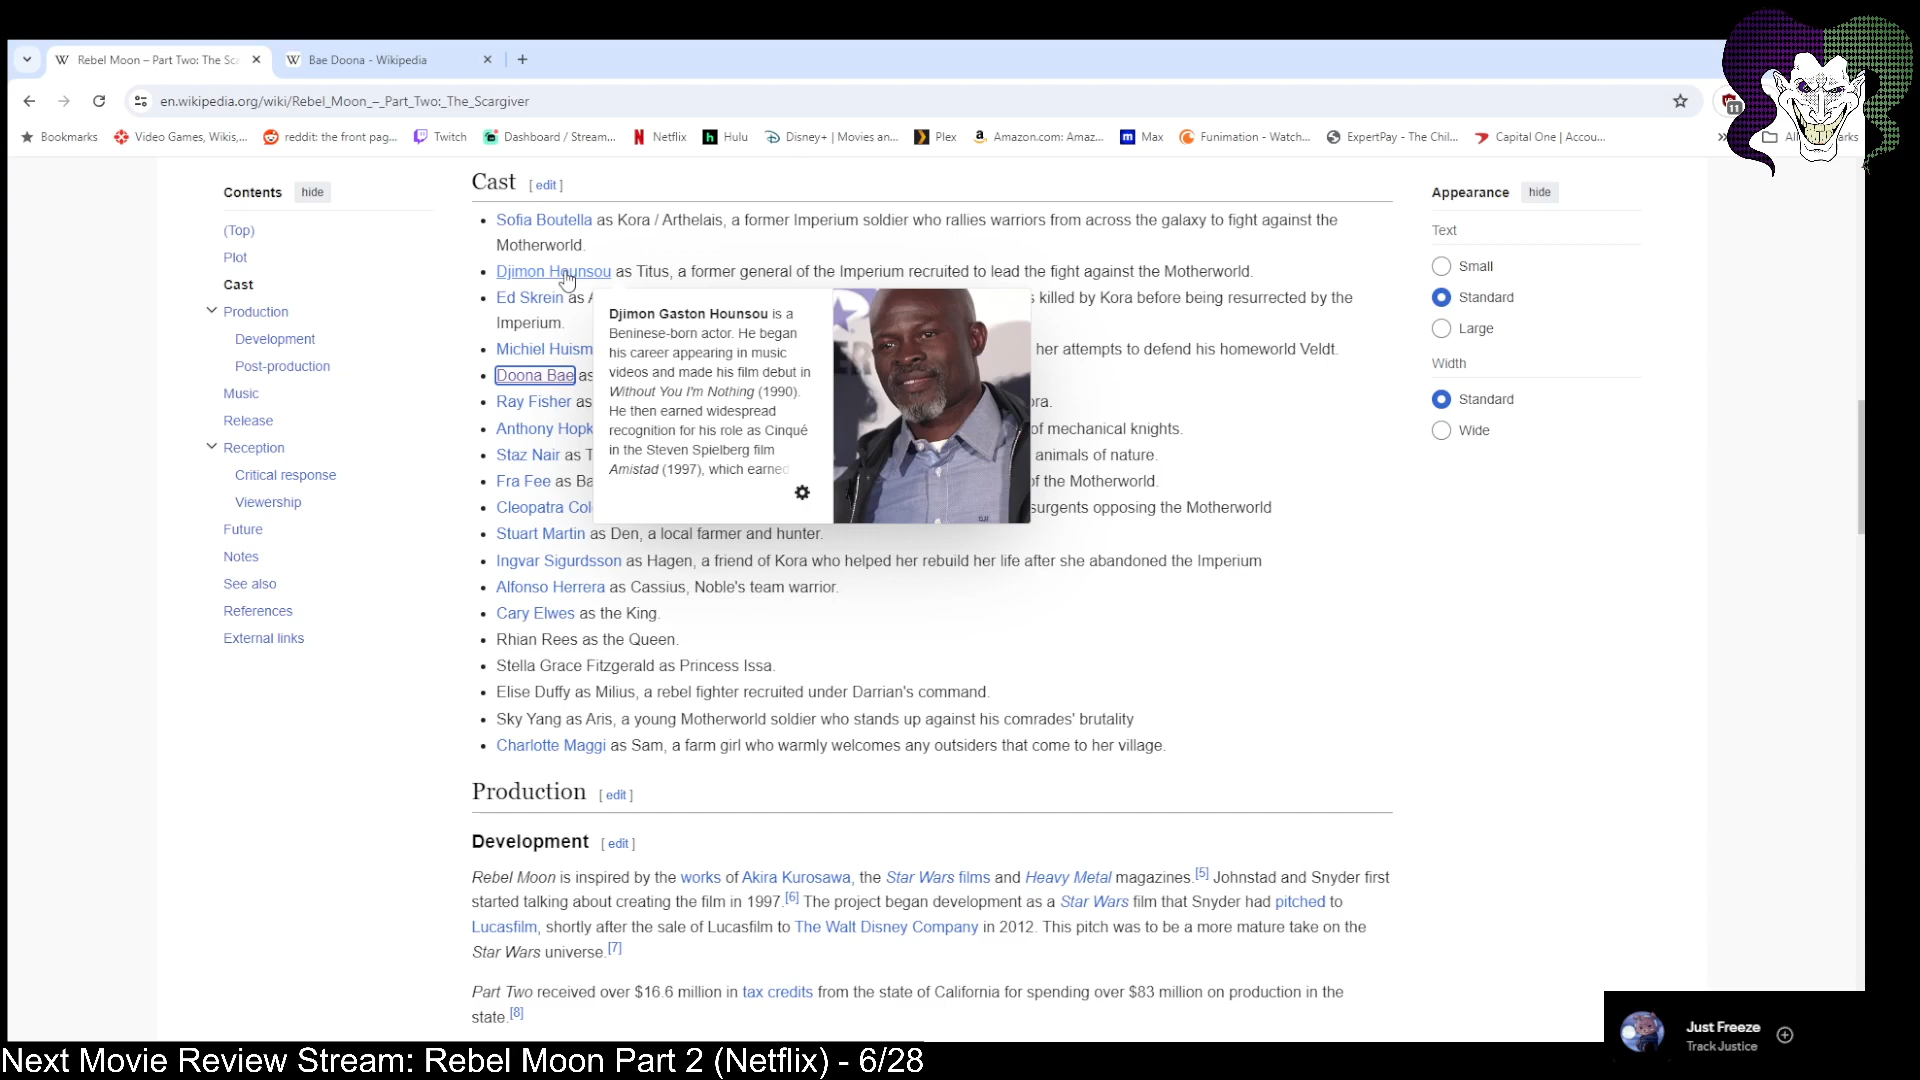 Rebel Moon – Part Two: The Sca
Bae Doona - Wikipedia
en.wikipedia.org/wiki/Rebel_Moon_–_Part_Two:_The_Scargiver
11
Bookmarks
Video Games, Wikis,...
reddit: the front pag...
Twitch
Dashboard / Stream...
Netflix
Hulu
Disney+ | Movies an...
Plex
Amazon.com: Amaz...
Max
Funimation - Watch...
ExpertPay - The Chil...
Capital One | Accou...
Contents hide
(Top)
Plot
Cast
Production
Development
Post-production
Music
Release
Reception
Critical response
Viewership
Future
Notes
See also
References
External links
Cast [ edit ]
Sofia Boutella as Kora / Arthelais, a former Imperium soldier who rallies warriors from across the galaxy to fight against the
Motherworld.
Djimon Hounsou as Titus, a former general of the Imperium recruited to lead the fight against the Motherworld.
Ed Skrein as killed by Kora before being resurrected by the
Imperium.
Michiel Huism her attempts to defend his homeworld Veldt.
Doona Bae as
Ray Fisher as ora.
Anthony Hopk of mechanical knights.
Staz Nair as T animals of nature.
Fra Fee as Ba of the Motherworld.
Cleopatra Col surgents opposing the Motherworld
Stuart Martin as Den, a local farmer and hunter.
Ingvar Sigurdsson as Hagen, a friend of Kora who helped her rebuild her life after she abandoned the Imperium
Alfonso Herrera as Cassius, Noble's team warrior.
Cary Elwes as the King.
Rhian Rees as the Queen.
Stella Grace Fitzgerald as Princess Issa.
Elise Duffy as Milius, a rebel fighter recruited under Darrian's command.
Sky Yang as Aris, a young Motherworld soldier who stands up against his comrades' brutality
Charlotte Maggi as Sam, a farm girl who warmly welcomes any outsiders that come to her village.
Djimon Gaston Hounsou is a
Beninese-born actor. He began
his career appearing in music
videos and made his film debut in
Without You I'm Nothing (1990).
He then earned widespread
recognition for his role as Cinqué
in the Steven Spielberg film
Amistad (1997), which earned
Production [ edit ]
Development [ edit ]
Rebel Moon is inspired by the works of Akira Kurosawa, the Star Wars films and Heavy Metal magazines.[5] Johnstad and Snyder first
started talking about creating the film in 1997.[6] The project began development as a Star Wars film that Snyder had pitched to
Lucasfilm, shortly after the sale of Lucasfilm to The Walt Disney Company in 2012. This pitch was to be a more mature take on the
Star Wars universe.[7]
Part Two received over $16.6 million in tax credits from the state of California for spending over $83 million on production in the
state.[8]
Appearance hide
Text
Small
Standard
Large
Width
Standard
Wide
Just Freeze
TrackJustice
Next Movie Review Stream: Rebel Moon Part 2 (Netflix) - 6/28